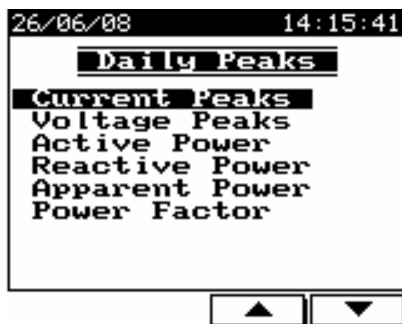 26/06/08 14:15:41
Daily Peaks
Current Peaks
Voltage Peaks
Active Power
Reactive Power
Apparent Power
Power Factor